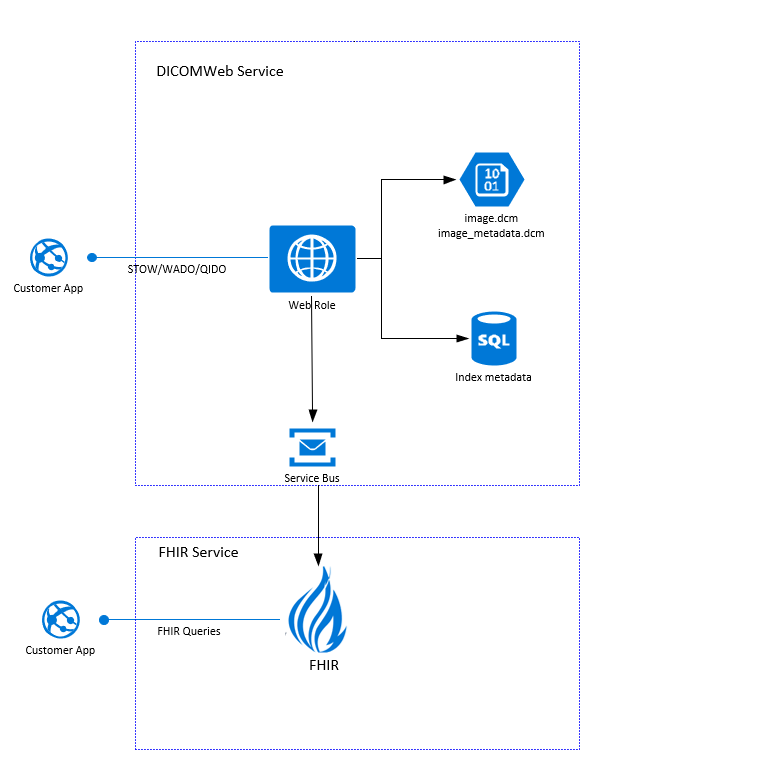 DICOMWeb Service
10
01
image.dcm
image_metadata.dcm
STOW/WADO/QIDO
Customer App
Web Role
SQL
Index metadata
Service Bus
FHIR Service
FHIR Queries
Customer App
FHIR